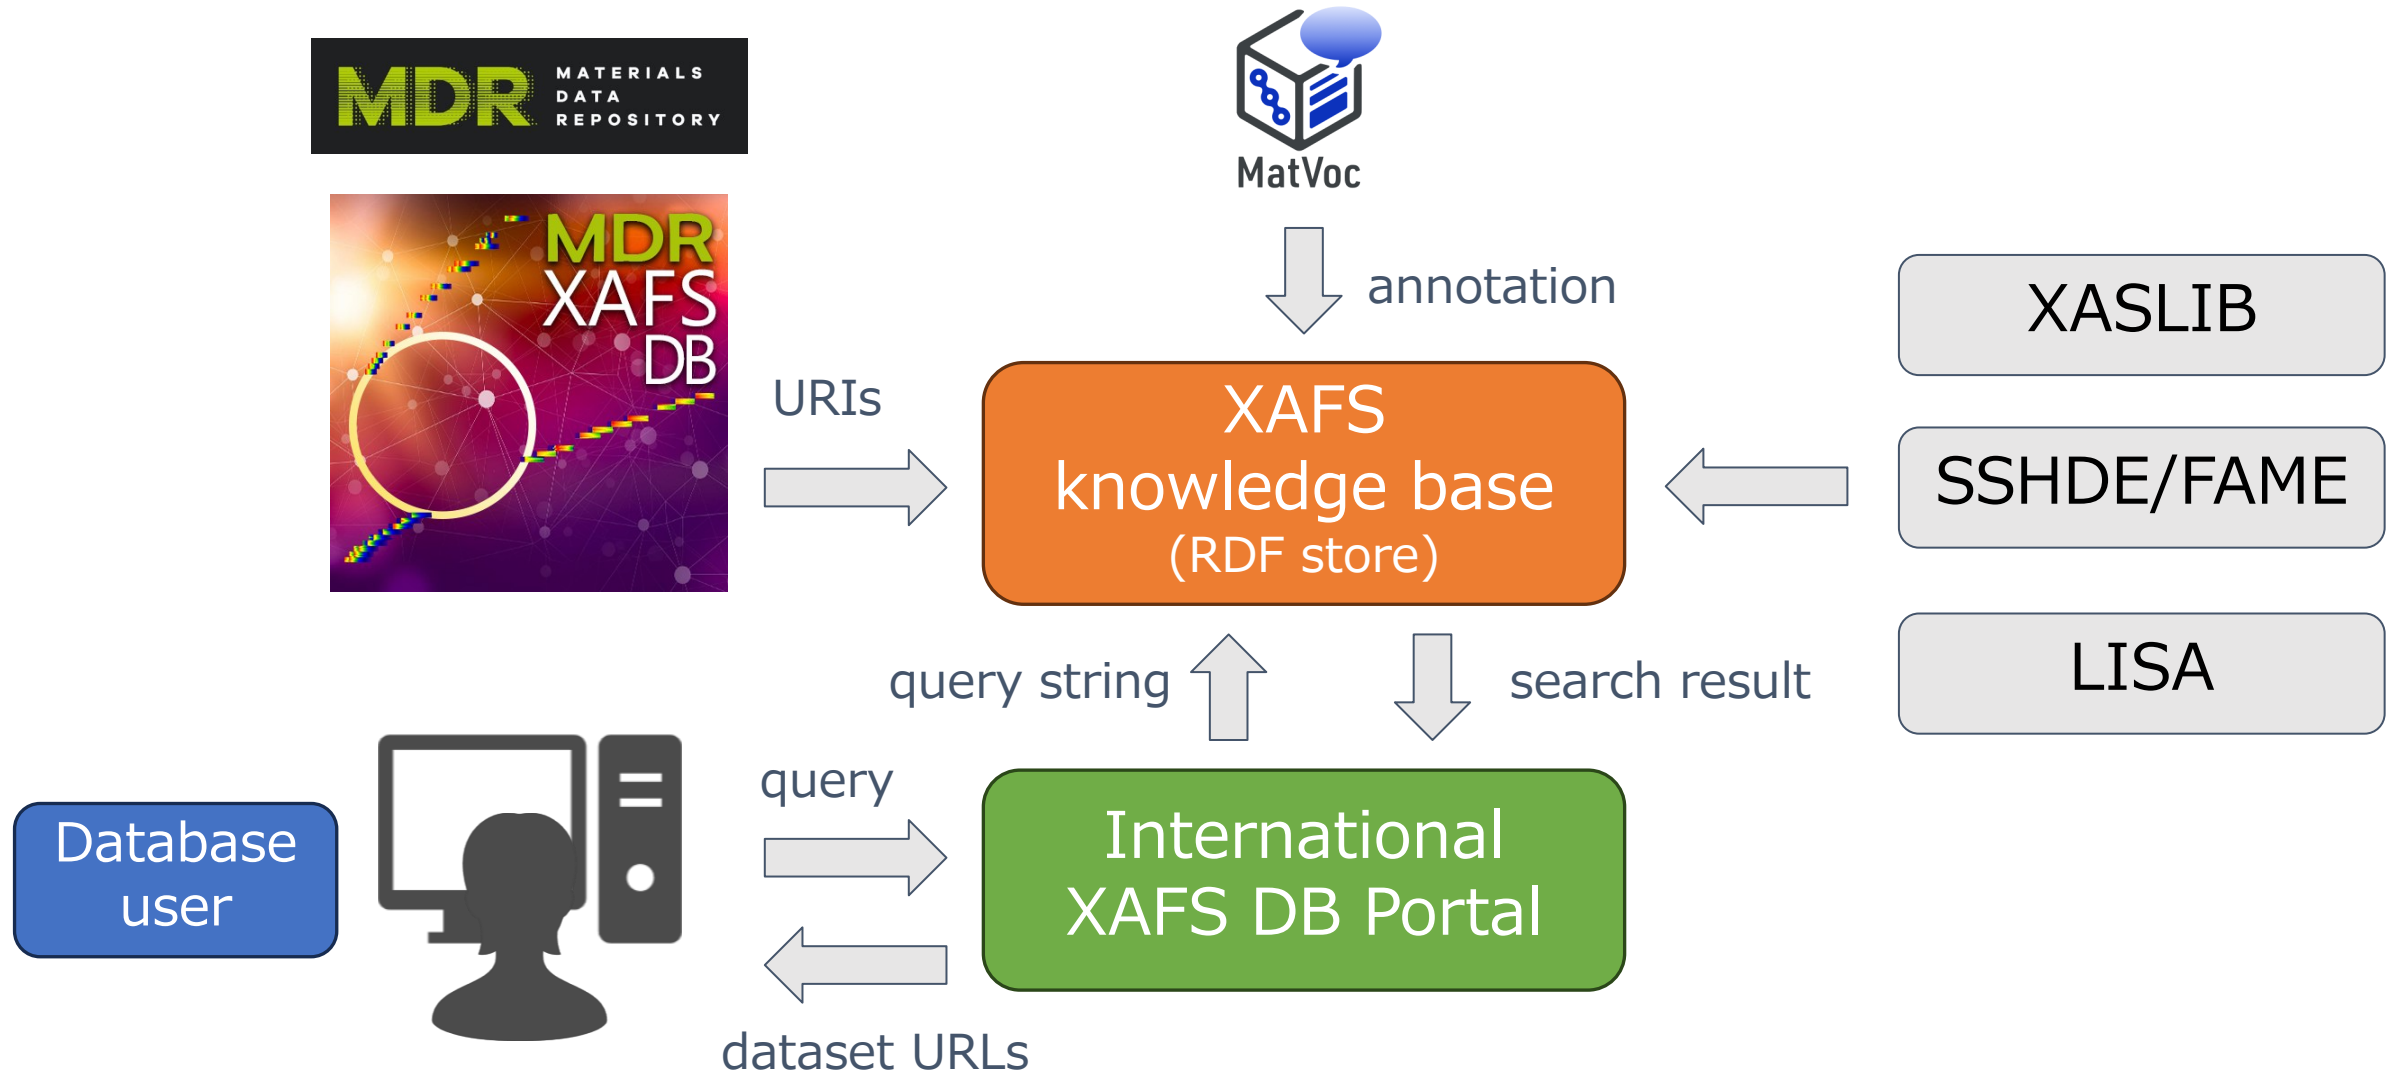 MDR
MATERIALS
DATA
REPOSITORY
MatVoc
MDR
XAFS
DB
annotation
URIs
XAFS
knowledge base
(RDF store)
XASLIB
SSHDE/FAME
LISA
query string
search result
Database
user
query
International
XAFS DB Portal
dataset URLs